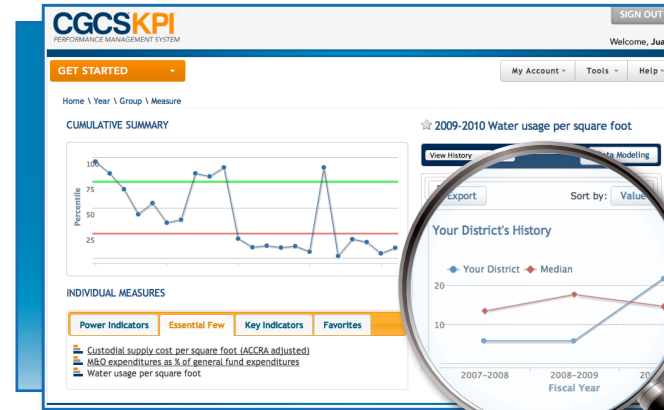 SIGN OUT
CGCSKPI
PERFORMANCE MANAGEMENT SYSTEM
Welcome,
GET STARTED
My Account
Tools
Help
Home \ Year \ Group \ Measure
CUMULATIVE SUMMARY
2009-2010 Water usage per square foot
View History
Data Modeling
Export
Sort by:
Value
100
75
50
25
Percentile
Your District's History
Your District
Median
20
10
2007-2008
2008-2009
20
Fiscal Year
INDIVIDUAL MEASURES
Power Indicators
Essential Few
Key Indicators
Favorites
Custodial supply cost per square foot (ACCRA adjusted)
M&O expenditures as % of general fund expenditures
Water usage per square foot